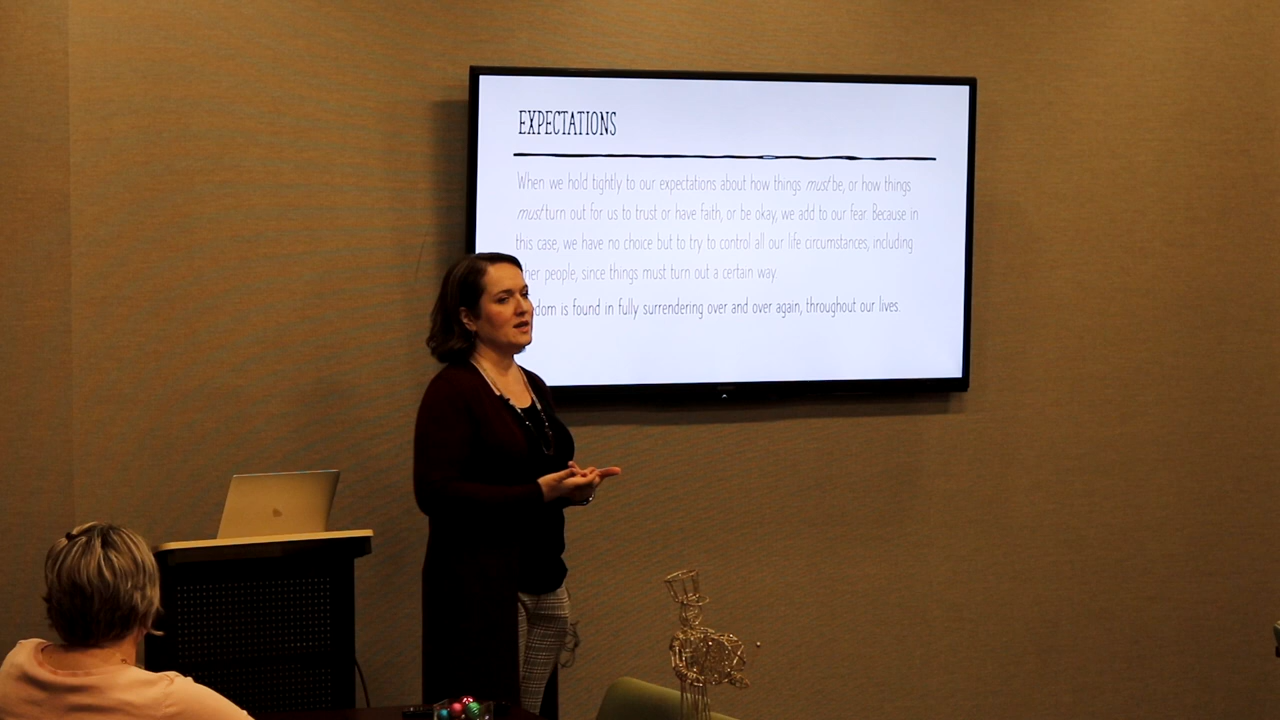 EXPECTATIONS
When we hold tightly to our expectations about how things must be, or how things
must turn out for us to trust or have faith, or be okay, we add to our fear. Because in
this case, we have no choice but to try to control all our life circumstances, including
people, since things must turn out a certain way.
is found in fully surrendering over and over again, throughout our lives.